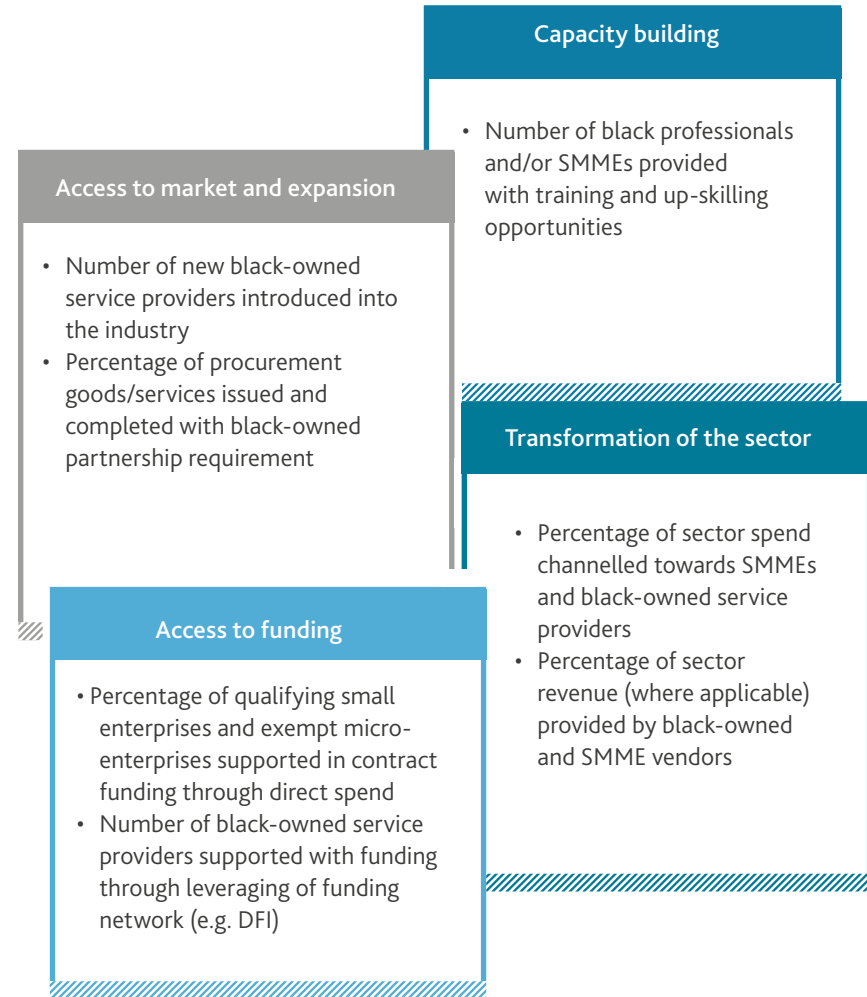 Capacity building
• Number of black professionals
and/or SMMEs provided
with training and up-skilling
opportunities
Access to market and expansion
• Number of new black-owned
service providers introduced into
the industry
• Percentage of procurement
goods/services issued and
completed with black-owned
partnership requirement
Transformation of the sector
• Percentage of sector spend
channelled towards SMMEs
and black-owned service
providers
• Percentage of sector
revenue (where applicable)
provided by black-owned
and SMME vendors
Access to funding
• Percentage of qualifying small
enterprises and exempt micro-
enterprises supported in contract
funding through direct spend
• Number of black-owned service
providers supported with funding
through leveraging of funding
network (e.g. DFI)